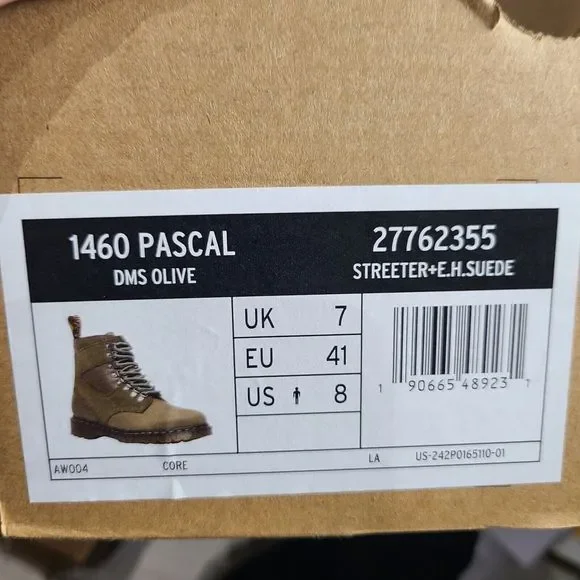 1460 PASCAL
DMS OLIVE
27762355
STREETER+E.H.SUEDE
UK 7
EU 41
US 8
1 90665 48923 1
AW004 CORE LA US-242P0165110-01